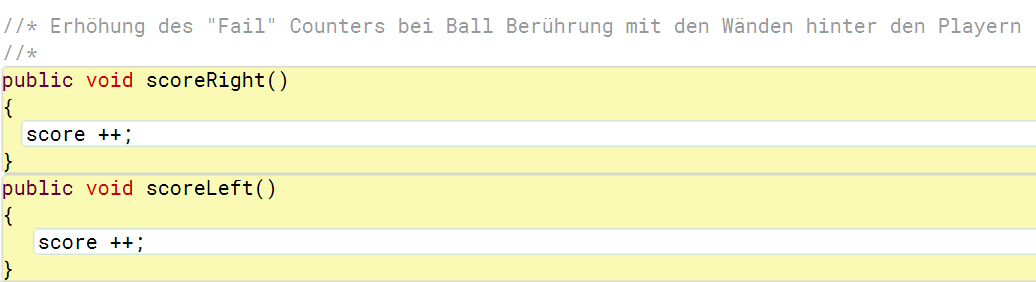 //* Erhöhung des "Fail" Counters bei Ball Berührung mit den Wänden hinter den Playern
//*
public void scoreRight()
{
score ++;
}
public void scoreLeft()
{
score ++;
}